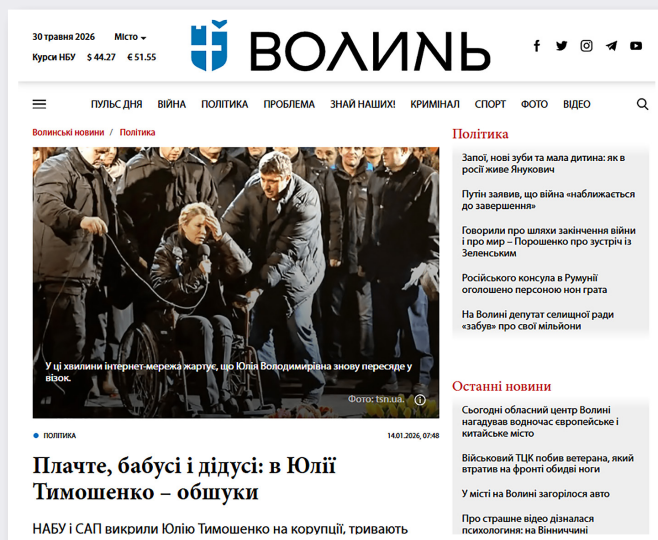 30 травня 2026 Місто
Курси НБУ $ 44.27 € 51.55
ВОЛИНЬ
ПУЛЬС ДНЯ ВІЙНА ПОЛІТИКА ПРОБЛЕМА ЗНАЙ НАШИХ! КРИМІНАЛ СПОРТ ФОТО ВІДЕО
Волинські новини / Політика
У ці хвилини інтернет-мережа жартує, що Юлія Володимирівна знову пересяде у
візок.
Фото: tsn.ua.
ПОЛІТИКА 14.01.2026, 07:48
Плачте, бабусі і дідусі: в Юлії
Тимошенко – обшуки
НАБУ і САП викрили Юлію Тимошенко на корупції, тривають
Політика
Запої, нові зуби та мала дитина: як в
росії живе Янукович
Путін заявив, що війна «наближається
до завершення»
Говорили про шляхи закінчення війни
і про мир – Порошенко про зустріч із
Зеленським
Російського консула в Румунії
оголошено персоною нон грата
На Волині депутат селищної ради
«забув» про свої мільйони
Останні новини
Сьогодні обласний центр Волині
нагадував водночас європейське і
китайське місто
Військовий ТЦК побив ветерана, який
втратив на фронті обидві ноги
У місті на Волині загорілося авто
Про страшне відео дізналася
психологиня: на Вінниччині